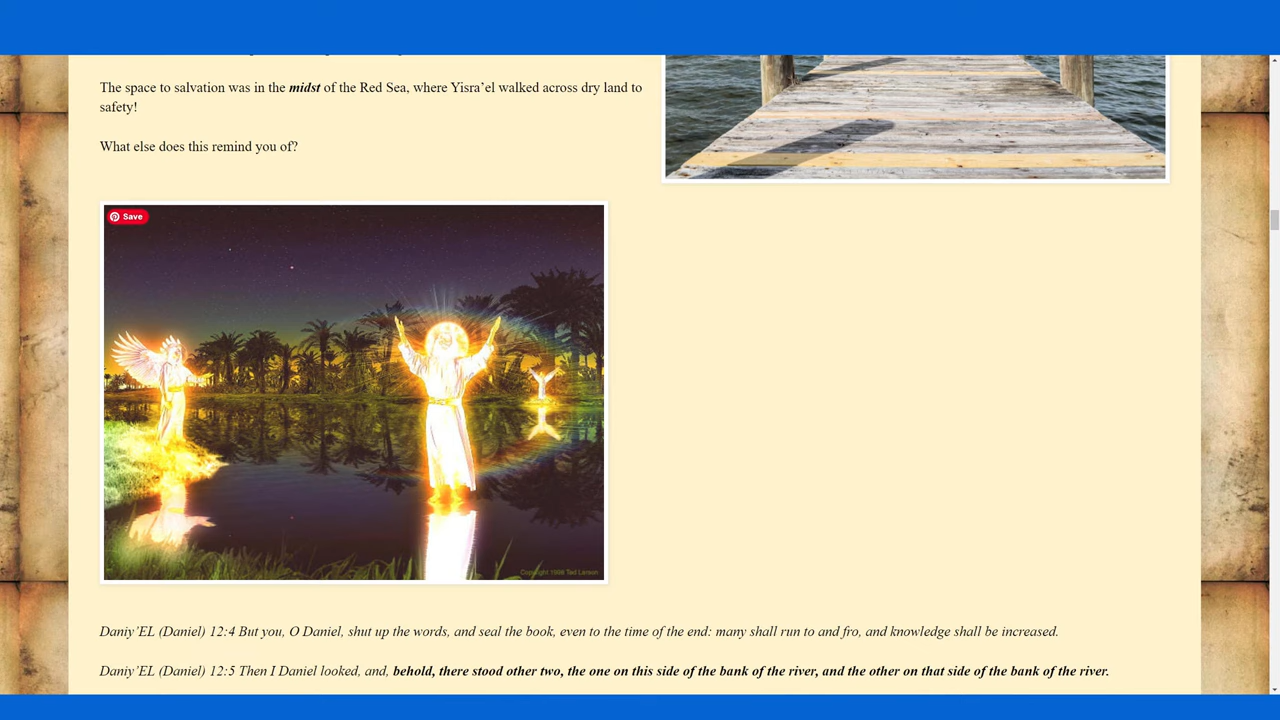 The space to salvation was in the midst of the Red Sea, where Yisra’el walked across dry land to
safety!
What else does this remind you of?
Save
Copyright 1998 Ted Larson
Daniy’EL (Daniel) 12:4 But you, O Daniel, shut up the words, and seal the book, even to the time of the end: many shall run to and fro, and knowledge shall be increased.
Daniy’EL (Daniel) 12:5 Then I Daniel looked, and, behold, there stood other two, the one on this side of the bank of the river, and the other on that side of the bank of the river.